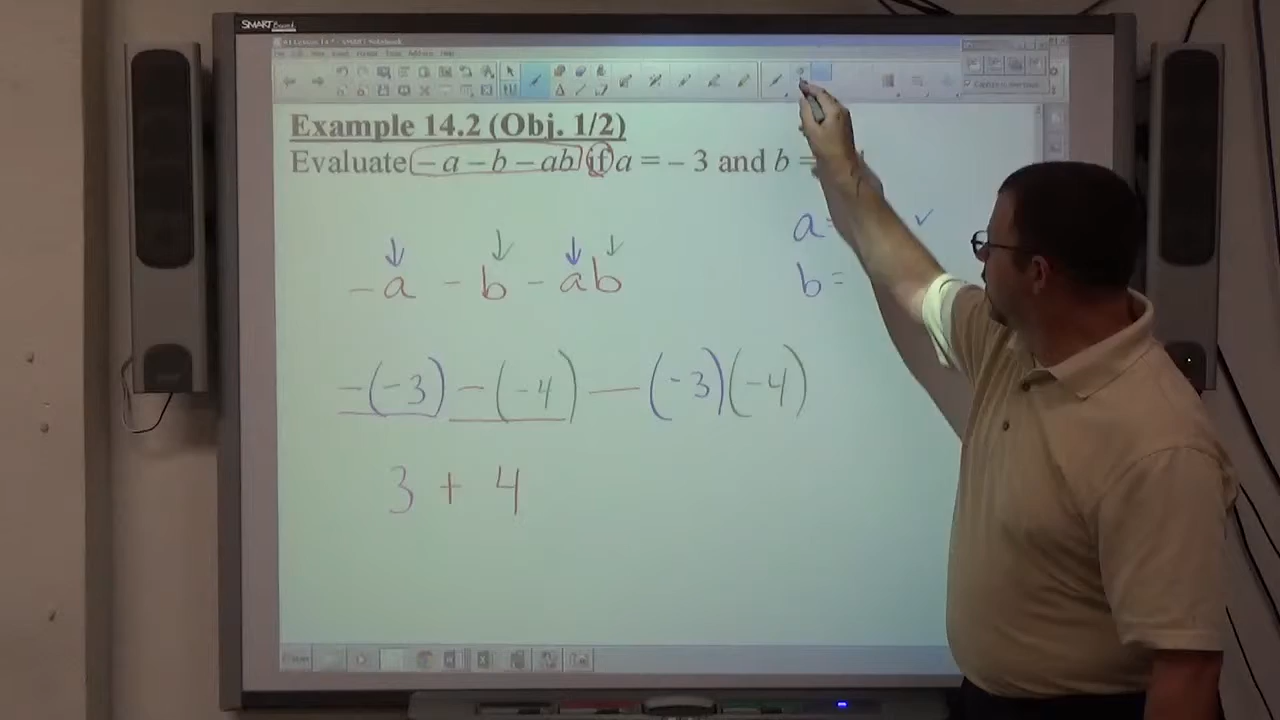 SMART Board
Example 14.2 (Obj. 1/2)
Evaluate -a - b - ab if a = - 3 and b =
a=
b =
-a - b - ab
-(-3) -(-4) - (-3)(-4)
3 + 4